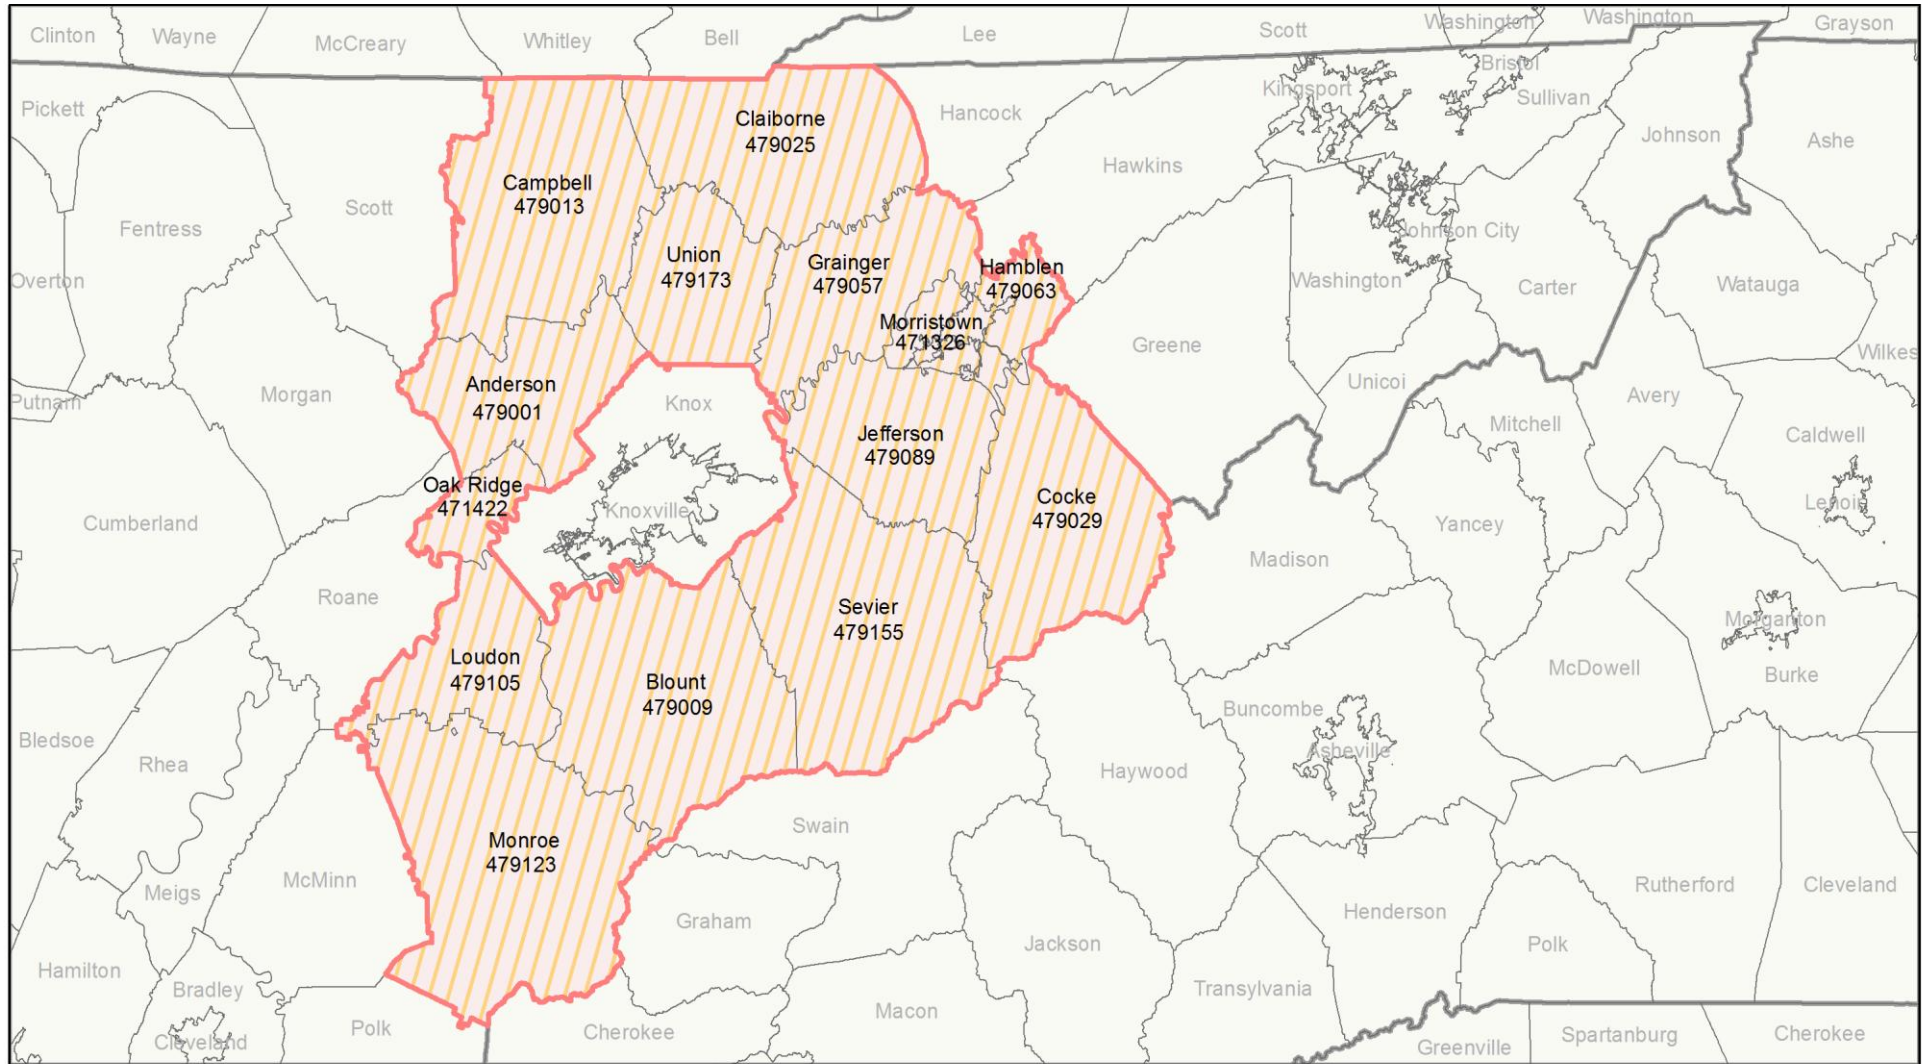 Clinton
Wayne
McCreary
Whitley
Bell
Lee
Scott
Washington
Washington
Grayson
Pickett
Claiborne
479025
Hancock
Kingsport
Bristol
Sullivan
Johnson
Ashe
Campbell
479013
Hawkins
Scott
Fentress
Union
479173
Grainger
479057
Hamblen
479063
Johnson City
Overton
Washington
Carter
Watauga
Morristown
471326
Greene
Wilkes
Anderson
479001
Knox
Morgan
Putnam
Unicoi
Avery
Mitchell
Caldwell
Jefferson
479089
Oak Ridge
471422
Knoxville
Cocke
479029
Lenoir
Cumberland
Yancey
Madison
Roane
Sevier
479155
Morganton
Loudon
479105
Blount
479009
McDowell
Burke
Buncombe
Asheville
Bledsoe
Rhea
Haywood
Swain
Monroe
479123
McMinn
Meigs
Rutherford
Cleveland
Graham
Henderson
Jackson
Polk
Hamilton
Bradley
Transylvania
Macon
Polk
Cherokee
Cleveland
Greenville
Spartanburg
Cherokee